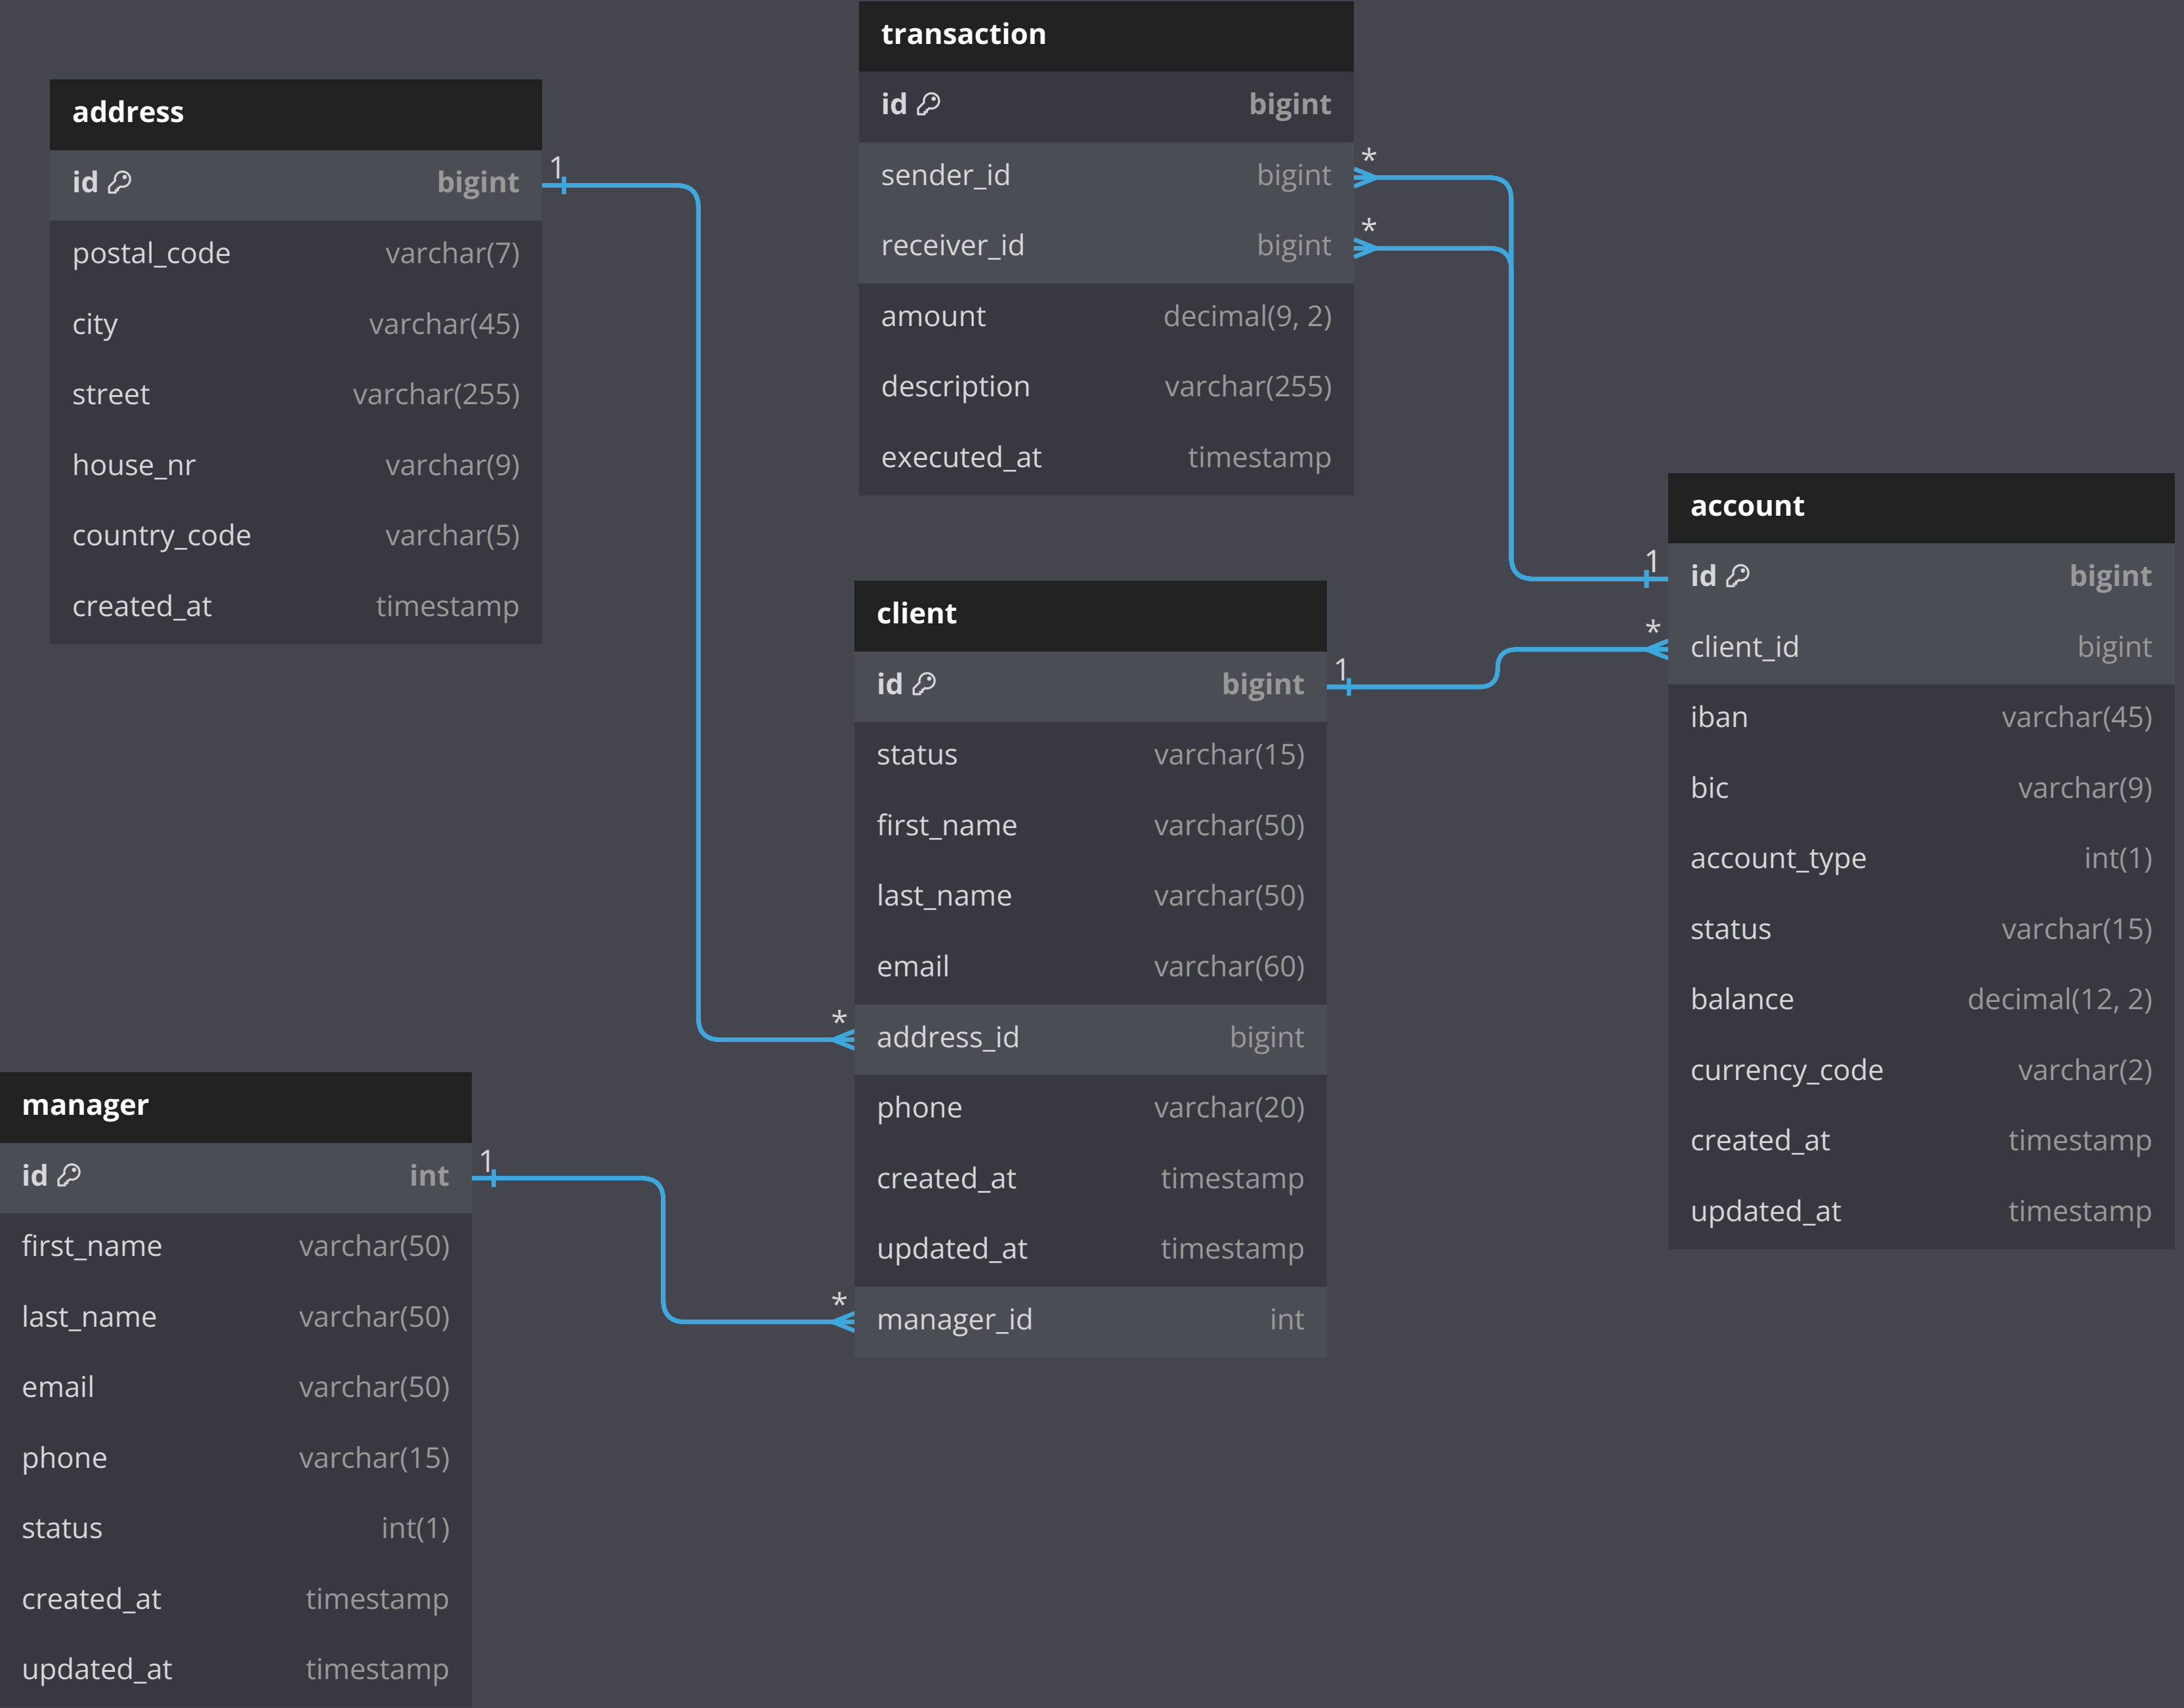 transaction
id bigint
sender_id bigint
receiver_id bigint
amount decimal(9, 2)
description varchar(255)
executed_at timestamp
*
*
address
id bigint
postal_code varchar(7)
city varchar(45)
street varchar(255)
house_nr varchar(9)
country_code varchar(5)
created_at timestamp
1
account
id bigint
client_id bigint
iban varchar(45)
bic varchar(9)
account_type int(1)
status varchar(15)
balance decimal(12, 2)
currency_code varchar(2)
created_at timestamp
updated_at timestamp
1
*
client
id bigint
status varchar(15)
first_name varchar(50)
last_name varchar(50)
email varchar(60)
address_id bigint
phone varchar(20)
created_at timestamp
updated_at timestamp
manager_id int
1
*
*
manager
id int
first_name varchar(50)
last_name varchar(50)
email varchar(50)
phone varchar(15)
status int(1)
created_at timestamp
updated_at timestamp
1